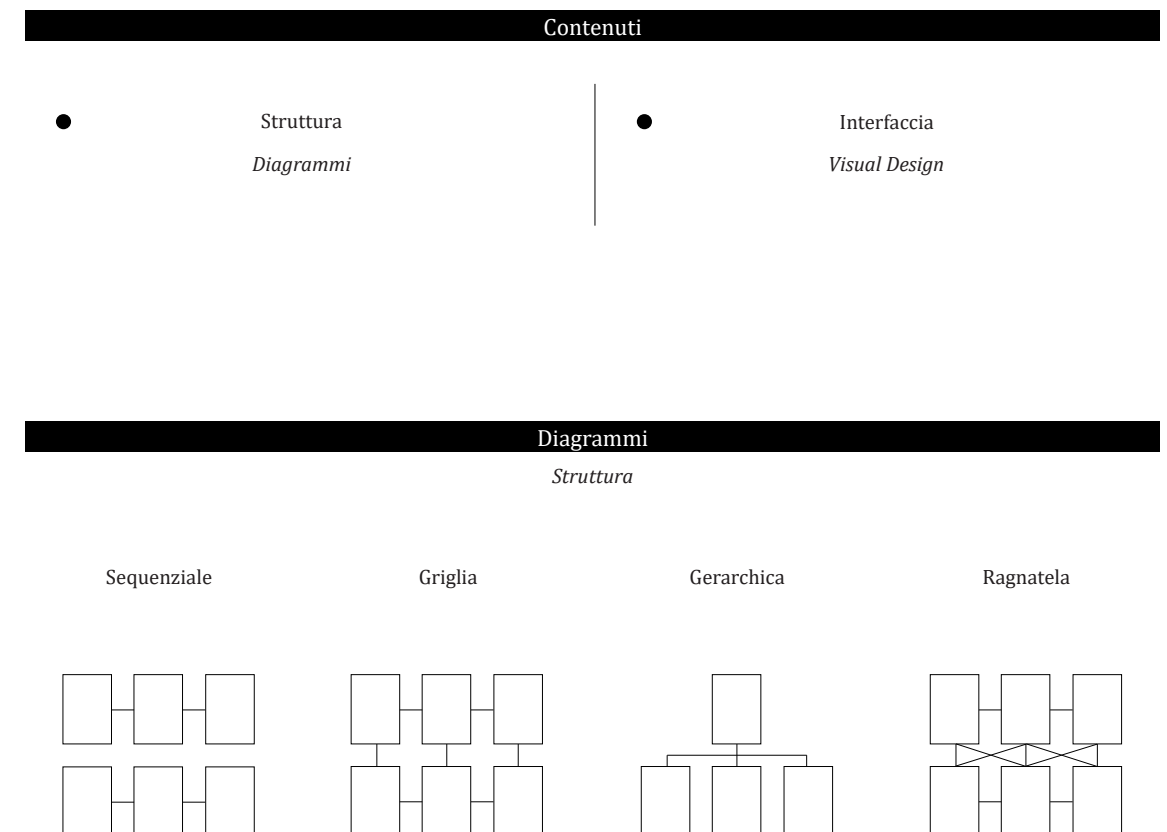 Contenuti
Struttura
Diagrammi
Interfaccia
Visual Design
Diagrammi
Struttura
Sequenziale
Griglia
Gerarchica
Ragnatela